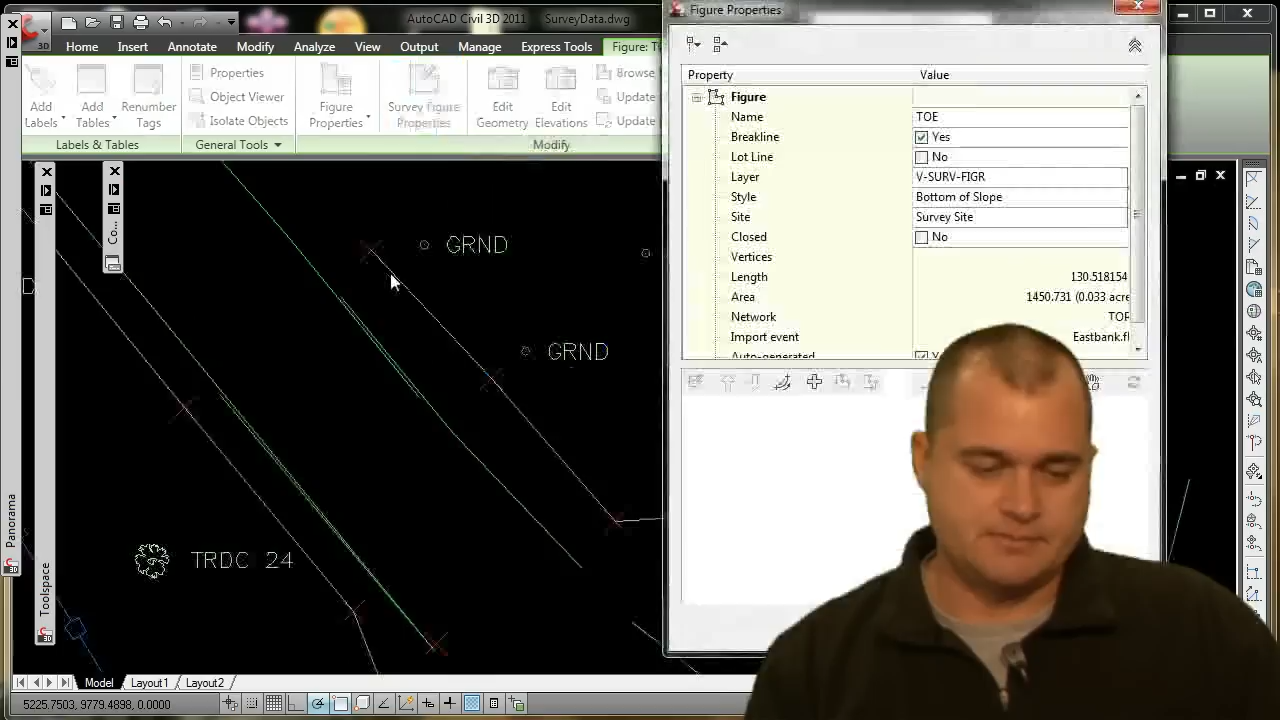 AutoCAD Civil 3D 2011 SurveyData.dwg
Figure Properties
3D
Home Insert Annotate Modify Analyze View Output Manage Express Tools Figure:
Add Labels
Add Tables
Renumber Tags
Properties
Object Viewer
Isolate Objects
Figure Properties
Survey Figure Properties
Edit Geometry
Edit Elevations
Browse
Update
Update
Labels & Tables
General Tools
Modify
Property Value
Figure
Name TOE
Breakline Yes
Lot Line No
Layer V-SURV-FIGR
Style Bottom of Slope
Site Survey Site
Closed No
Vertices
Length 130.518154
Area 1450.731 (0.033 acre
Network
Import event Eastbank.fl
Auto-generated
Co...
GRND
GRND
TRDC 24
Panorama
Toolspace
Model Layout1 Layout2
5225.7503, 9779.4898, 0.0000